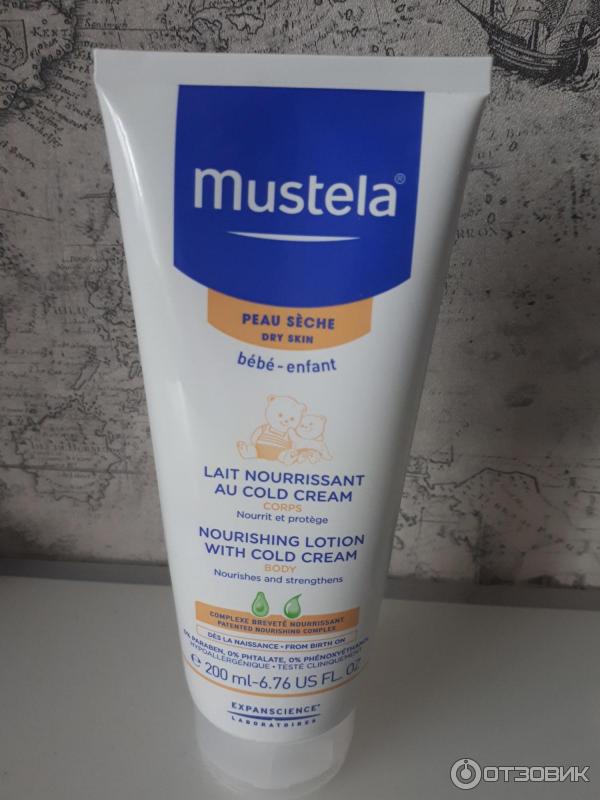 mustela®
PEAU SÈCHE
DRY SKIN
bébé-enfant
LAIT NOURRISSANT
AU COLD CREAM
CORPS
Nourrit et protège
NOURISHING LOTION
WITH COLD CREAM
BODY
Nourishes and strengthens
COMPLEXE BREVETÉ NOURRISSANT
PATENTED NOURISHING COMPLEX
DÈS LA NAISSANCE - FROM BIRTH ON
0% PARABEN, 0% PHTALATE, 0% PHÉNOXYÉTHANOL
HYPOALLERGÉNIQUE • TESTÉ CLINIQUEMENT
℮ 200 ml-6.76 US FL. OZ
EXPANSCIENCE®
LABORATOIRES
ОТЗОВИК